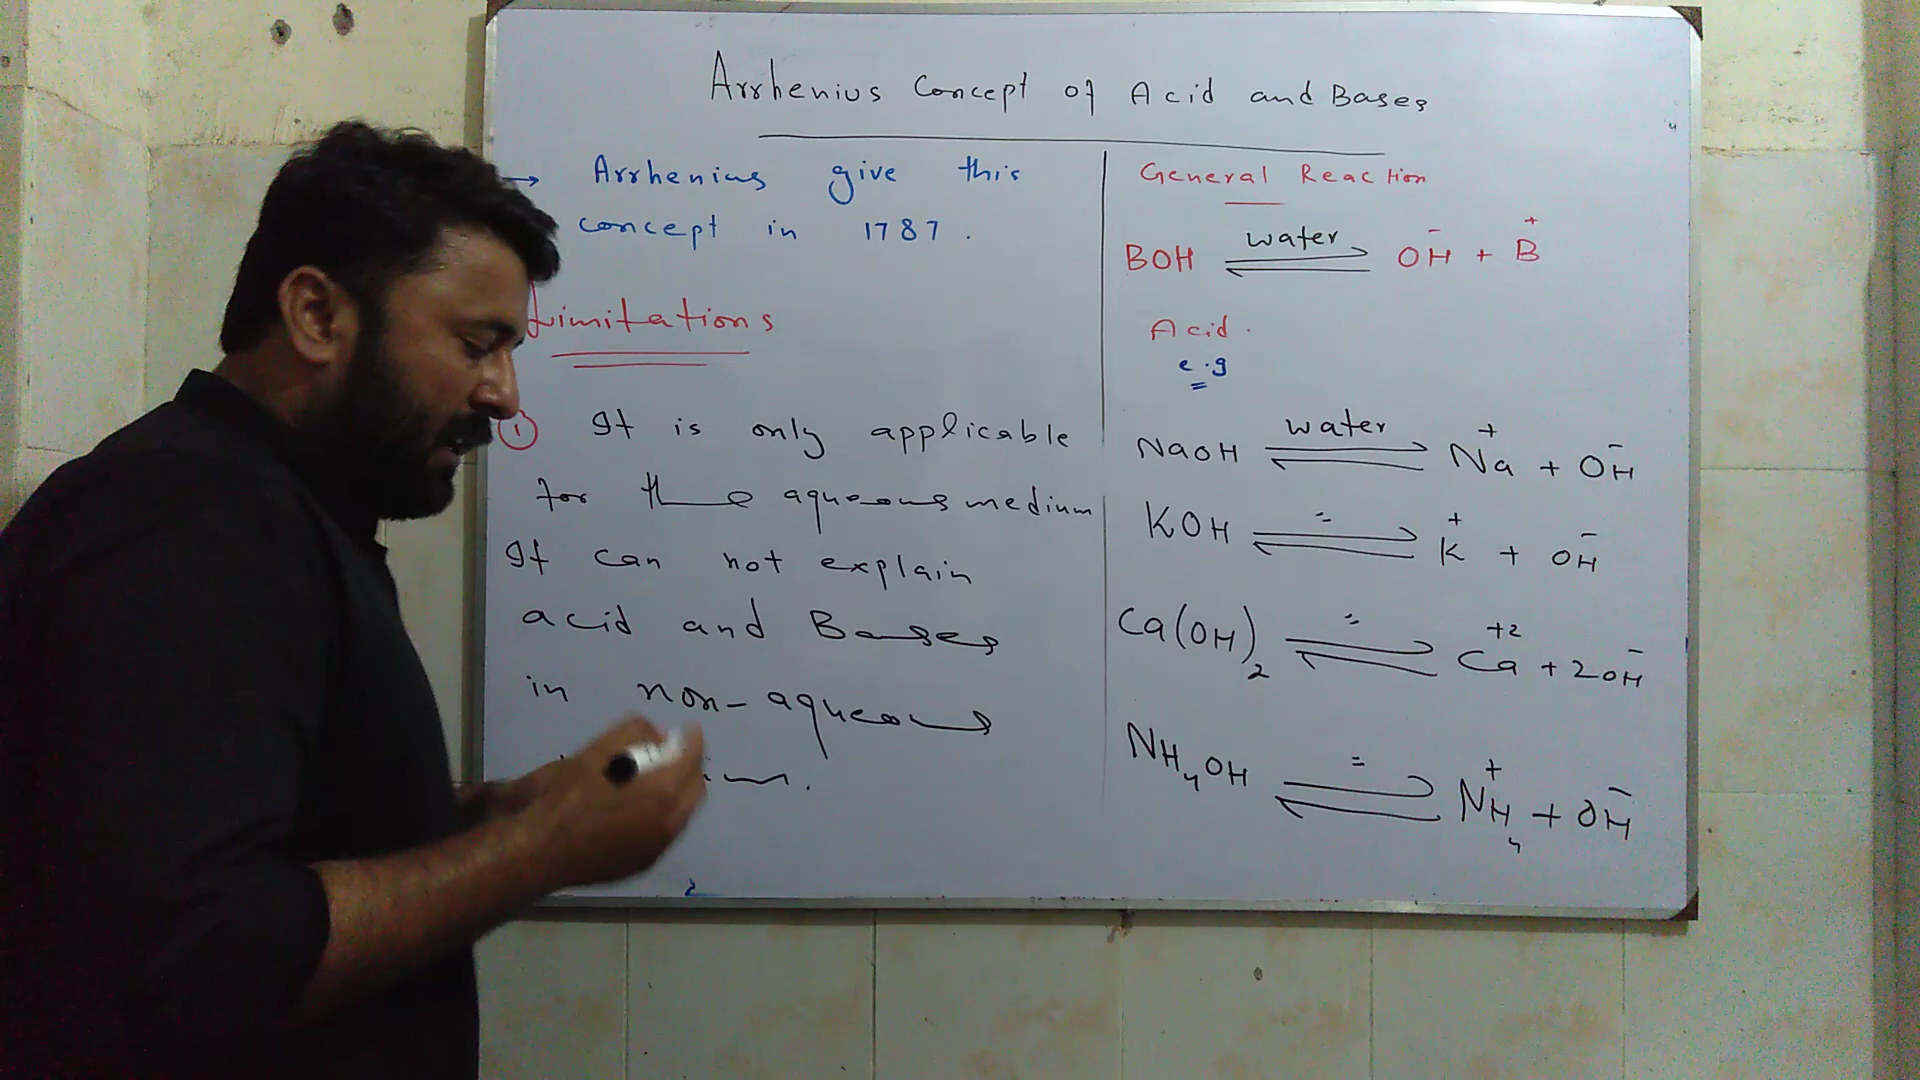 Arrhenius Concept of Acid and Bases
→ Arrhenius give this
concept in 1787.
Limitations
① It is only applicable
for the aqueous medium
It can not explain
acid and Bases
in non-aqueous
General Reaction
BOH ⇌ water OH⁻ + B⁺
Acid.
e.g
NaOH ⇌ water Na⁺ + OH⁻
KOH ⇌ = K⁺ + OH⁻
Ca(OH)₂ ⇌ = Ca⁺² + 2OH⁻
NH₄OH ⇌ = NH₄⁺ + OH⁻